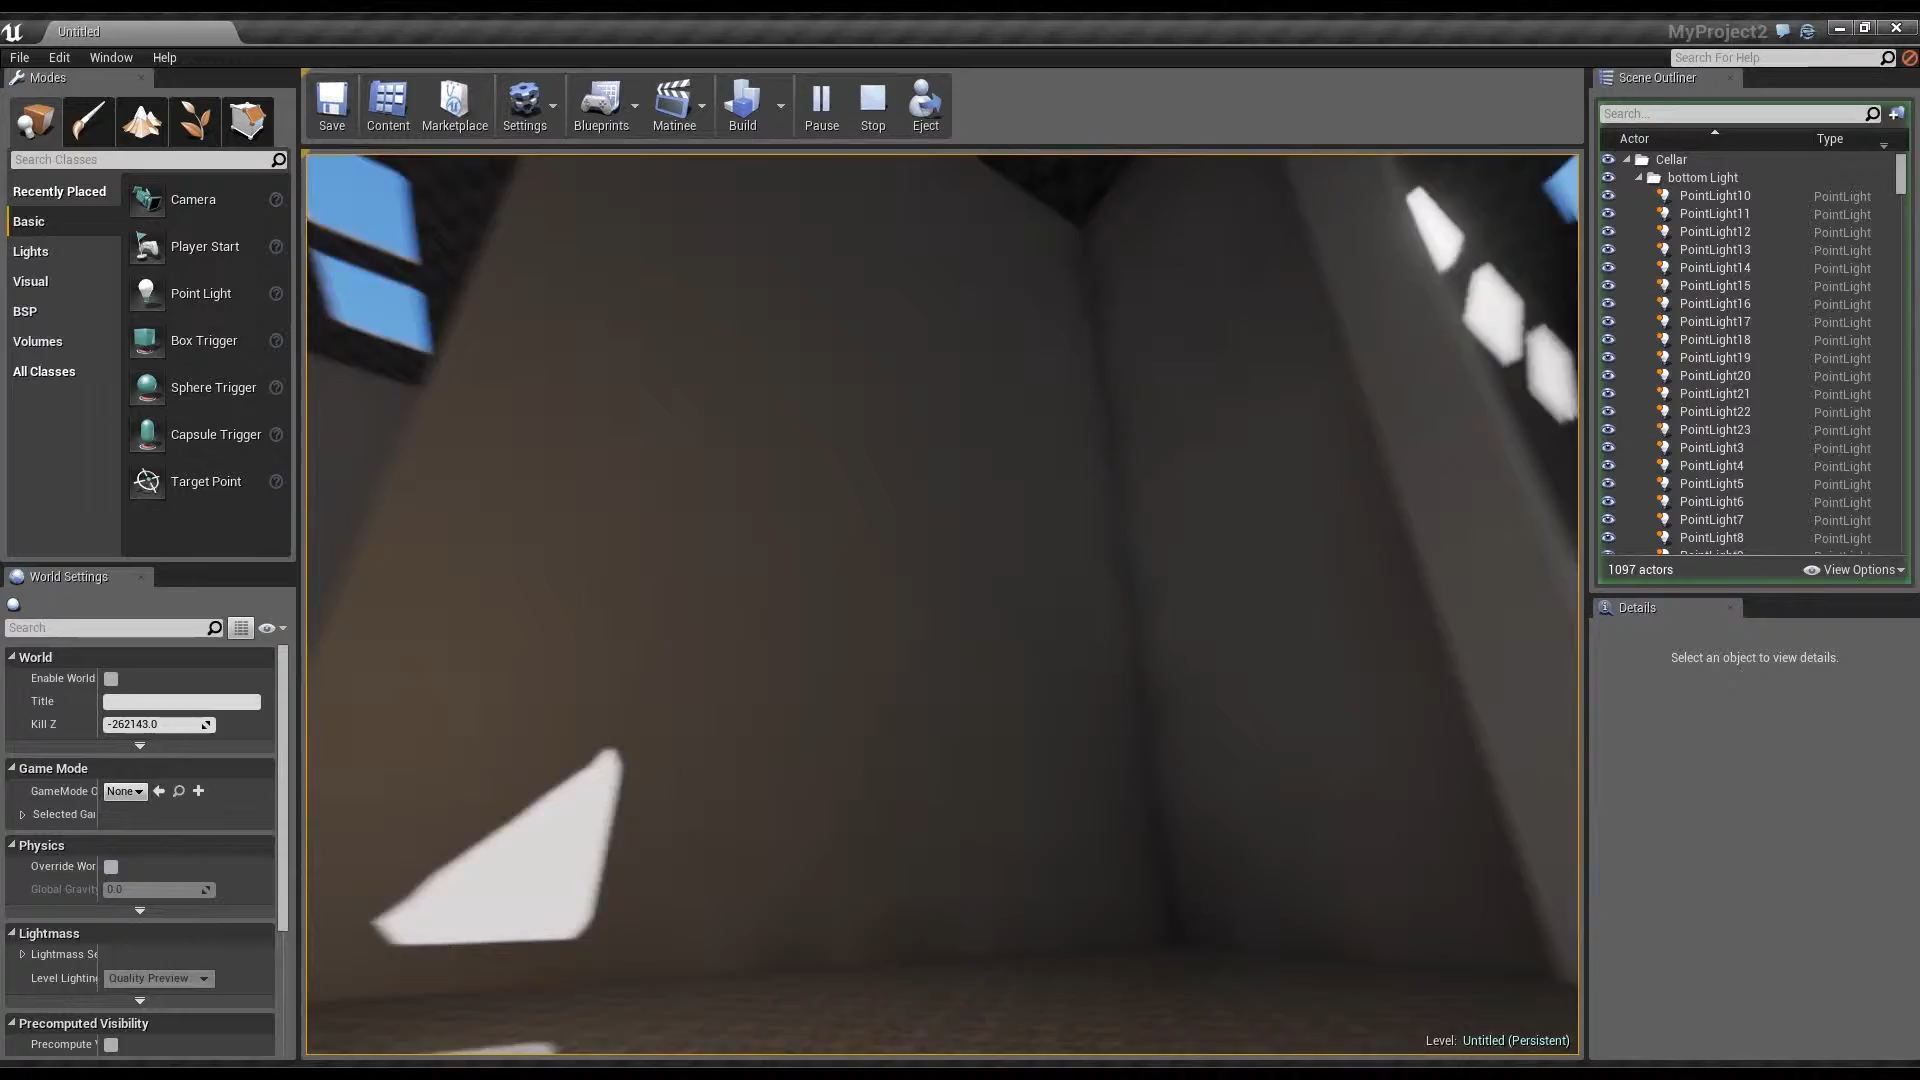 Untitled
MyProject2
File
Edit
Window
Help
Search For Help
Modes
Save
Content
Marketplace
Settings
Blueprints
Matinee
Build
Pause
Stop
Eject
Search Classes
Recently Placed
Basic
Lights
Visual
BSP
Volumes
All Classes
Camera
Player Start
Point Light
Box Trigger
Sphere Trigger
Capsule Trigger
Target Point
World Settings
Search
World
Enable World
Title
Kill Z
-262143.0
Game Mode
GameMode O
None
Selected Gar
Physics
Override Wor
Global Gravity
0.0
Lightmass
Lightmass Se
Level Lighting
Quality Preview
Precomputed Visibility
Precompute V
Level: Untitled (Persistent)
Scene Outliner
Search...
Actor Type
Cellar
bottom Light
PointLight10 PointLight
PointLight11 PointLight
PointLight12 PointLight
PointLight13 PointLight
PointLight14 PointLight
PointLight15 PointLight
PointLight16 PointLight
PointLight17 PointLight
PointLight18 PointLight
PointLight19 PointLight
PointLight20 PointLight
PointLight21 PointLight
PointLight22 PointLight
PointLight23 PointLight
PointLight3 PointLight
PointLight4 PointLight
PointLight5 PointLight
PointLight6 PointLight
PointLight7 PointLight
PointLight8 PointLight
1097 actors
View Options
Details
Select an object to view details.